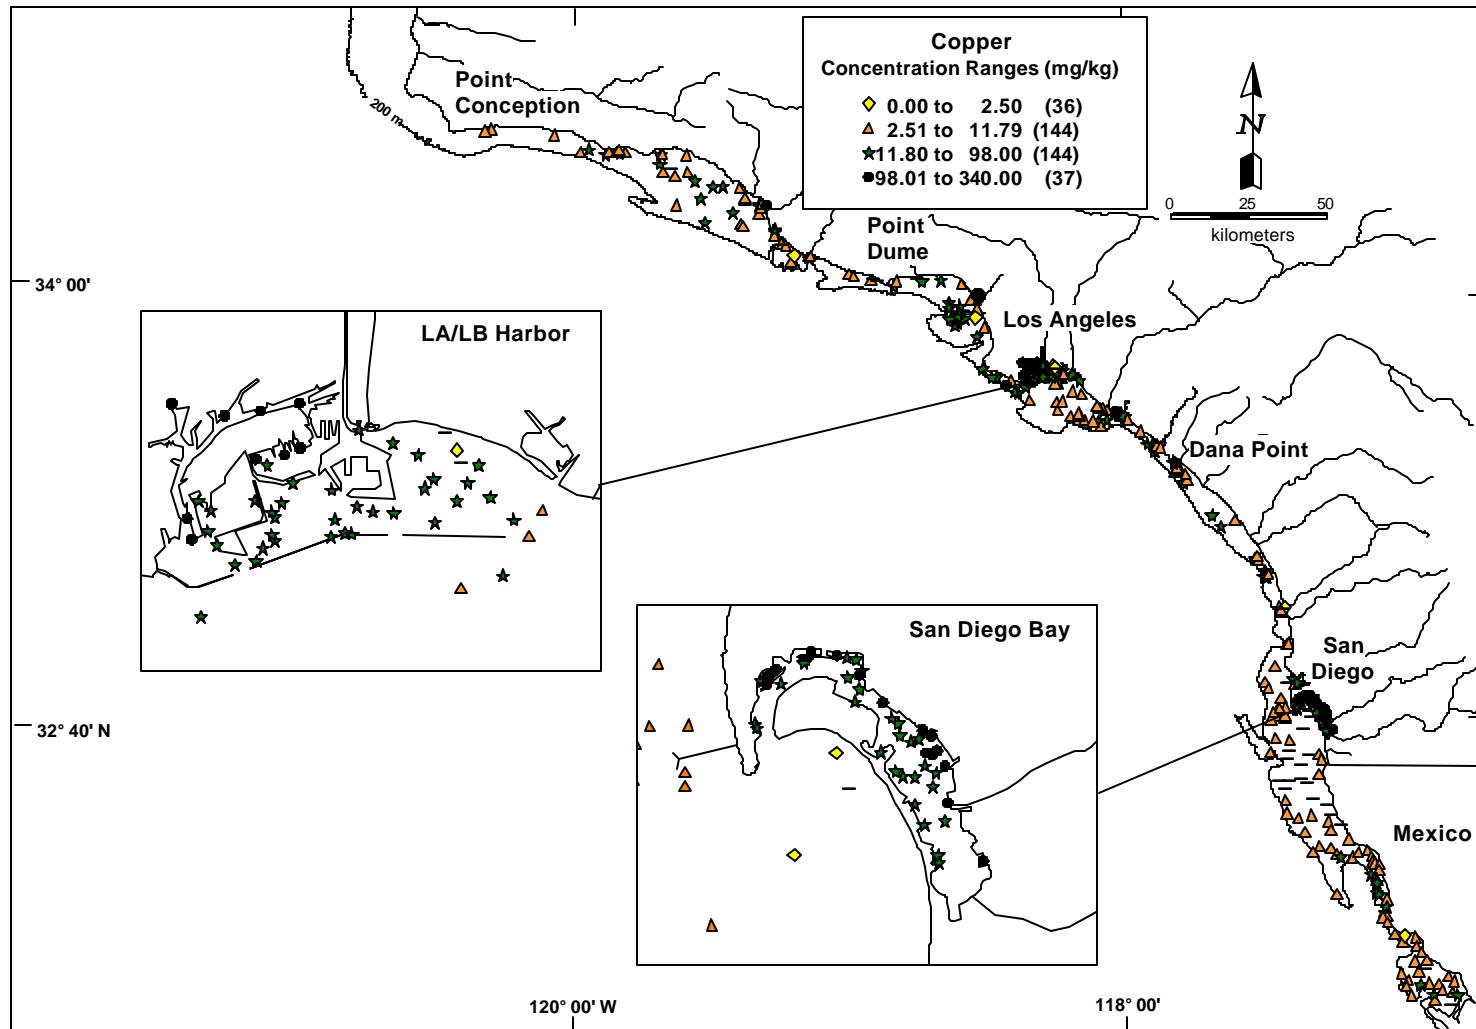 Copper
Concentration Ranges (mg/kg)
0.00 to 2.50 (36)
2.51 to 11.79 (144)
11.80 to 98.00 (144)
98.01 to 340.00 (37)
N
0 25 50
kilometers
Point
Conception
200 m
Point
Dume
34° 00'
Los Angeles
LA/LB Harbor
Dana Point
San Diego Bay
San
Diego
32° 40' N
Mexico
120° 00' W
118° 00'